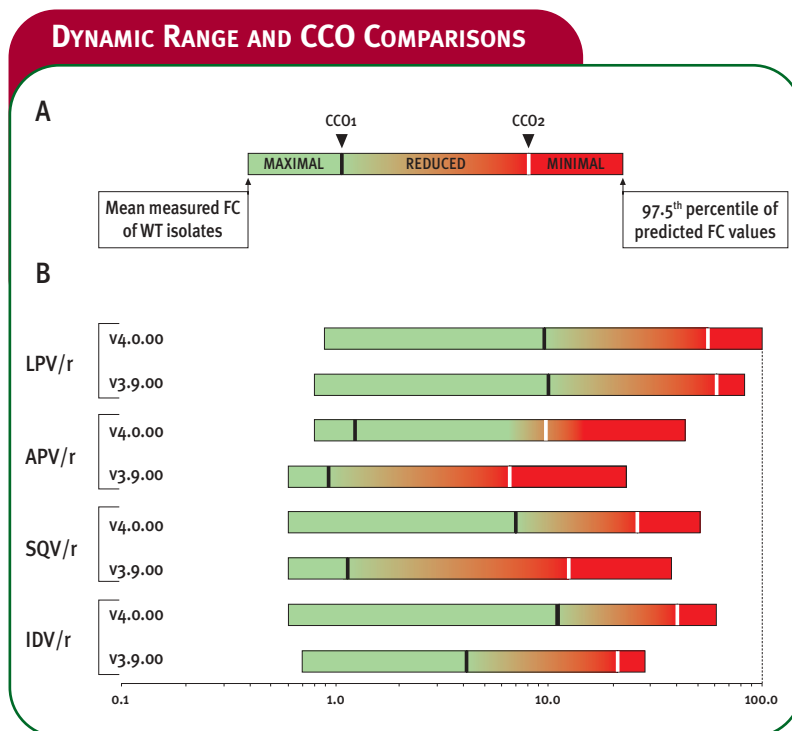 DYNAMIC RANGE AND CCO COMPARISONS
A
CCO1 CCO2
MAXIMAL REDUCED MINIMAL
Mean measured FC
of WT isolates
97.5th percentile of
predicted FC values
B
LPV/r
v4.0.00
v3.9.00
APV/r
v4.0.00
v3.9.00
SQV/r
v4.0.00
v3.9.00
IDV/r
v4.0.00
v3.9.00
0.1 1.0 10.0 100.0